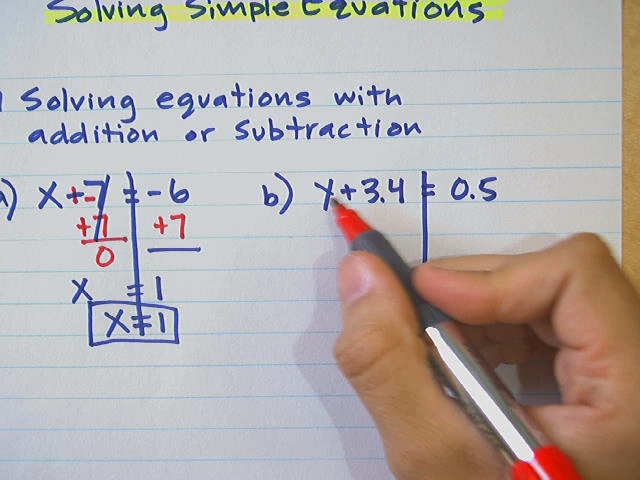 Solving Simple Equations
Solving equations with
addition or subtraction
a) x + -7 = -6
+7 +7
0
x = 1
x = 1
b) y + 3.4 = 0.5